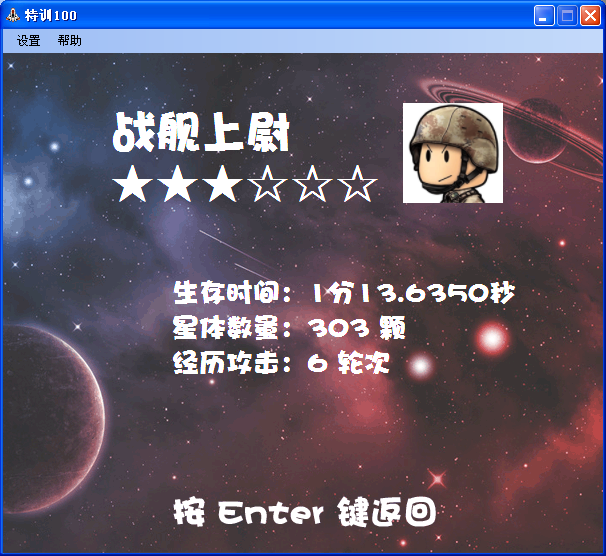 特训100
设置 帮助
战舰上尉
★★★☆☆☆
生存时间：1分13.6350秒
星体数量：303 颗
经历攻击：6 轮次
按 Enter 键返回